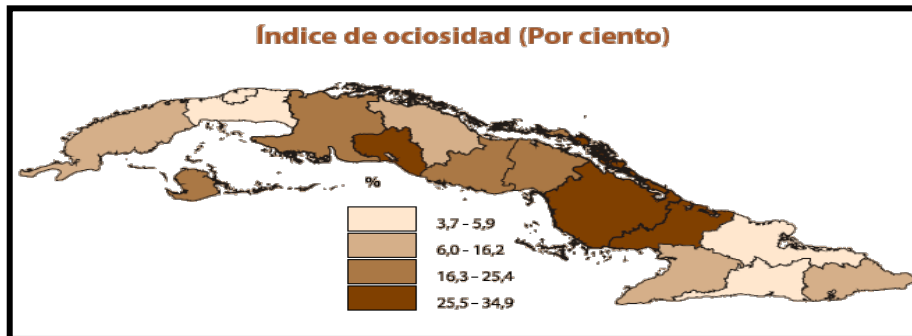 Índice de ociosidad (Por ciento)
%
3,7 – 5,9
6,0 – 16,2
16,3 – 25,4
25,5 – 34,9